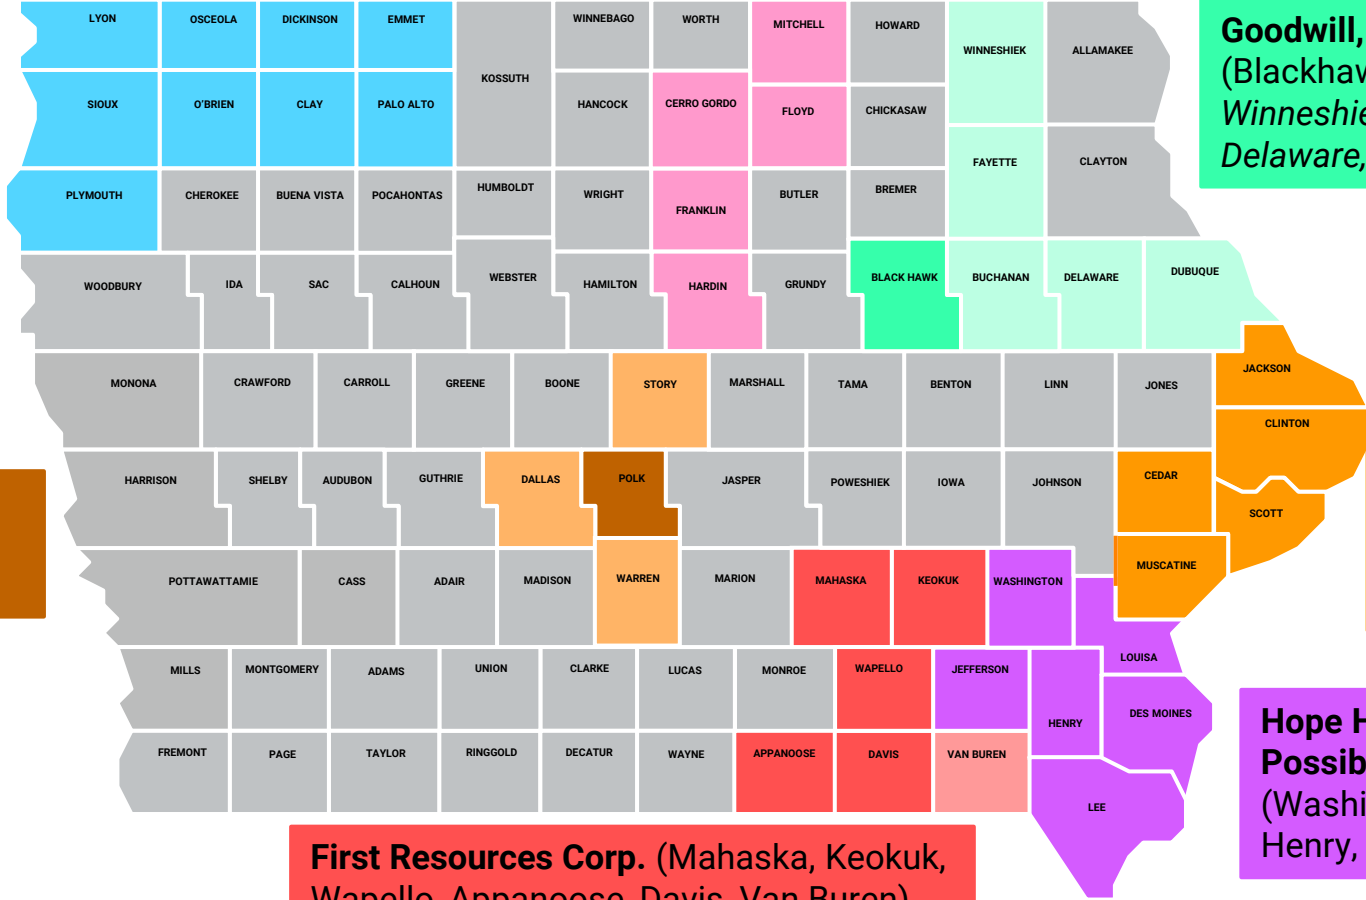 LYON
OSCEOLA
DICKINSON
EMMET
KOSSUTH
WINNEBAGO
WORTH
MITCHELL
HOWARD
WINNESHIEK
ALLAMAKEE
SIOUX
O'BRIEN
CLAY
PALO ALTO
HANCOCK
CERRO GORDO
FLOYD
CHICKASAW
FAYETTE
CLAYTON
PLYMOUTH
CHEROKEE
BUENA VISTA
POCAHONTAS
HUMBOLDT
WRIGHT
FRANKLIN
BUTLER
BREMER
WOODBURY
IDA
SAC
CALHOUN
WEBSTER
HAMILTON
HARDIN
GRUNDY
BLACK HAWK
BUCHANAN
DELAWARE
DUBUQUE
MONONA
CRAWFORD
CARROLL
GREENE
BOONE
STORY
MARSHALL
TAMA
BENTON
LINN
JONES
JACKSON
CLINTON
HARRISON
SHELBY
AUDUBON
GUTHRIE
DALLAS
POLK
JASPER
POWESHIEK
IOWA
JOHNSON
CEDAR
SCOTT
POTTAWATTAMIE
CASS
ADAIR
MADISON
WARREN
MARION
MAHASKA
KEOKUK
WASHINGTON
MUSCATINE
LOUISA
MILLS
MONTGOMERY
ADAMS
UNION
CLARKE
LUCAS
MONROE
WAPELLO
JEFFERSON
HENRY
DES MOINES
FREMONT
PAGE
TAYLOR
RINGGOLD
DECATUR
WAYNE
APPANOOSE
DAVIS
VAN BUREN
LEE
Goodwill,
(Blackhaw
Winneshie
Delaware,
Hope H
Possib
(Washi
Henry,
First Resources Corp. (Mahaska, Keokuk,
Wapello, Appanoose, Davis, Van Buren)